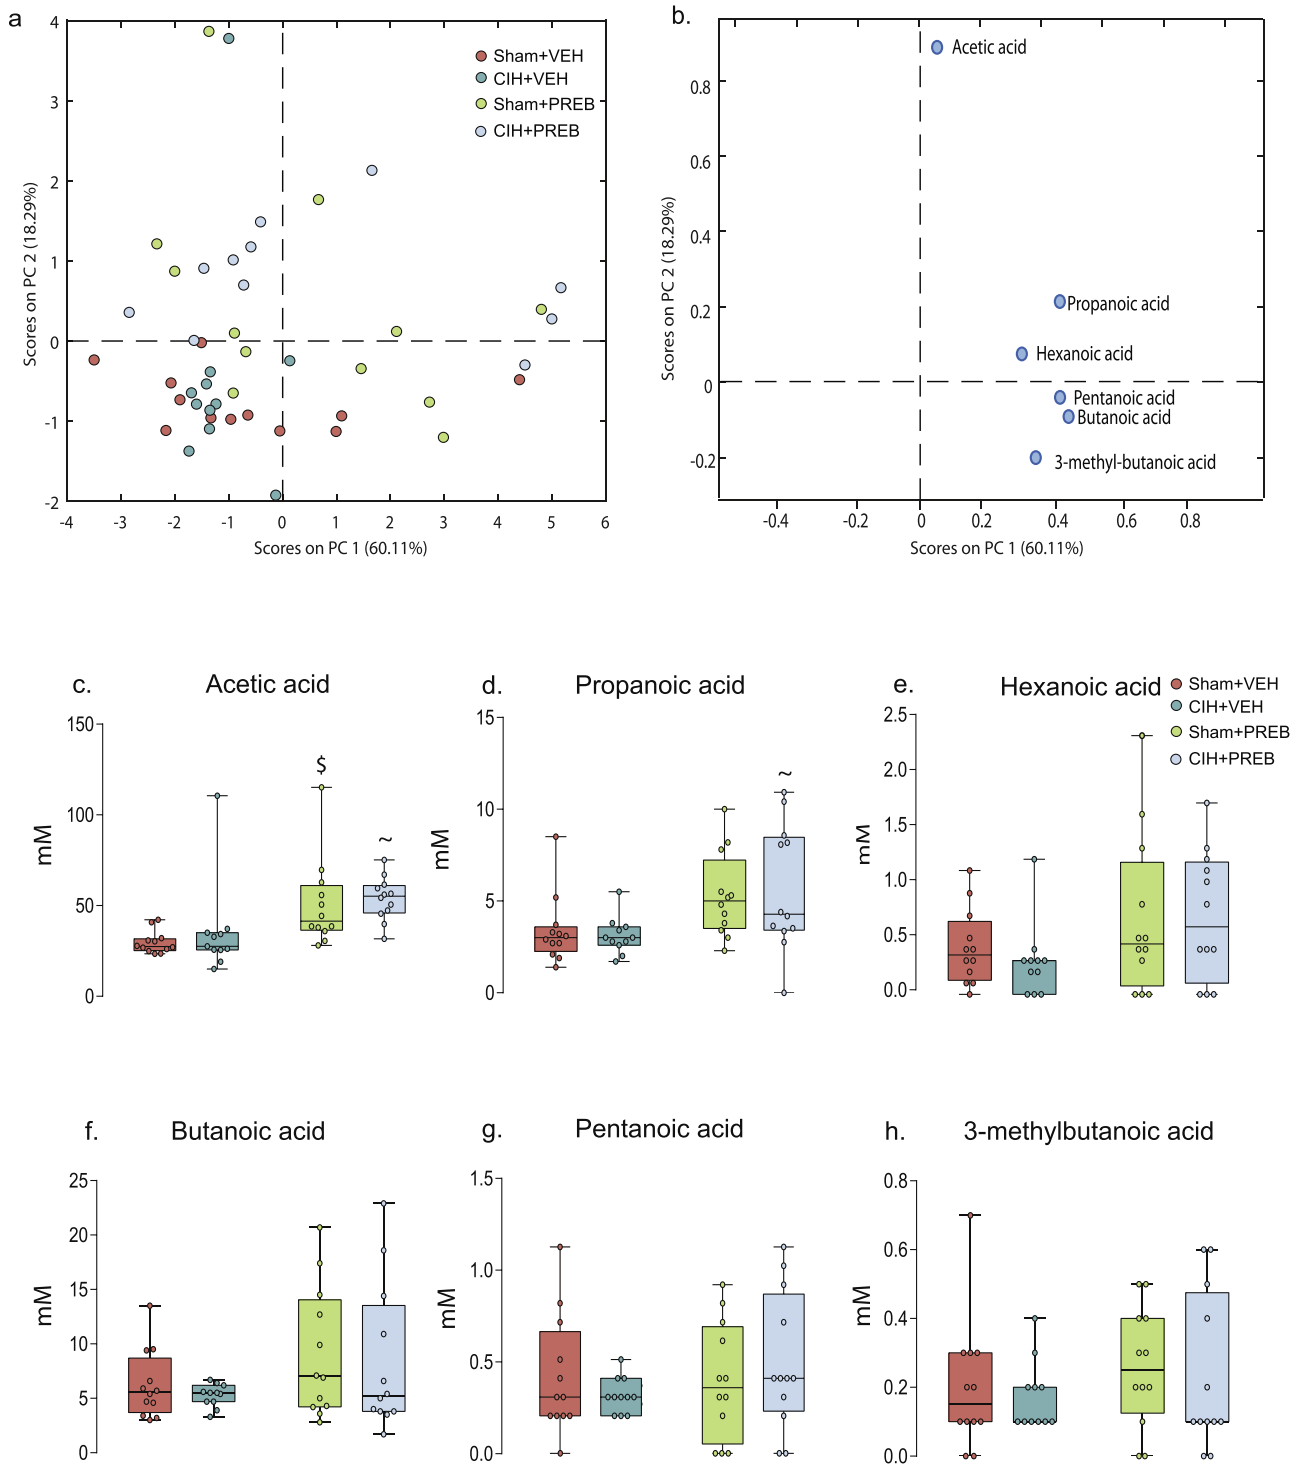 a
4
3
2
1
0
-1
-2
Scores on PC 2 (18.29%)
-4 -3 -2 -1 0 1 2 3 4 5 6
Scores on PC 1 (60.11%)
Sham+VEH
CIH+VEH
Sham+PREB
CIH+PREB
b.
0.8
0.6
0.4
0.2
0
-0.2
Scores on PC 2 (18.29%)
Acetic acid
Propanoic acid
Hexanoic acid
Pentanoic acid
Butanoic acid
3-methyl-butanoic acid
-0.4 -0.2 0 0.2 0.4 0.6 0.8
Scores on PC 1 (60.11%)
c. Acetic acid
mM
150
100
50
0
$
~
d. Propanoic acid
mM
15
10
5
0
~
e. Hexanoic acid
mM
2.5
2.0
1.5
1.0
0.5
0.0
Sham+VEH
CIH+VEH
Sham+PREB
CIH+PREB
f. Butanoic acid
mM
25
20
15
10
5
0
g. Pentanoic acid
mM
1.5
1.0
0.5
0.0
h. 3-methylbutanoic acid
mM
0.8
0.6
0.4
0.2
0.0